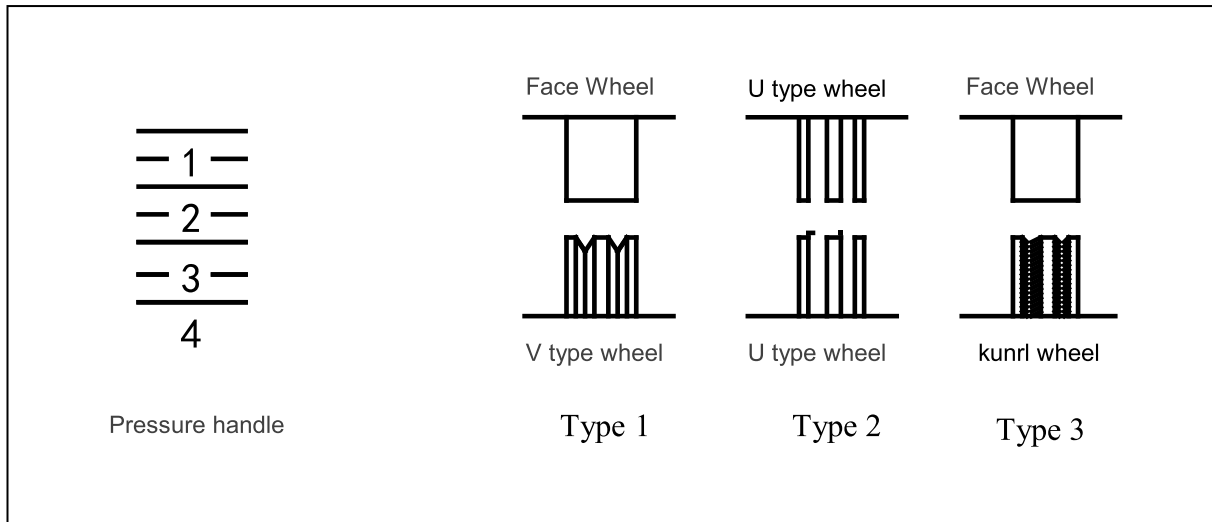 Face Wheel
U type wheel
Face Wheel
1
2
3
4
V type wheel
U type wheel
kunrl wheel
Pressure handle
Type 1
Type 2
Type 3